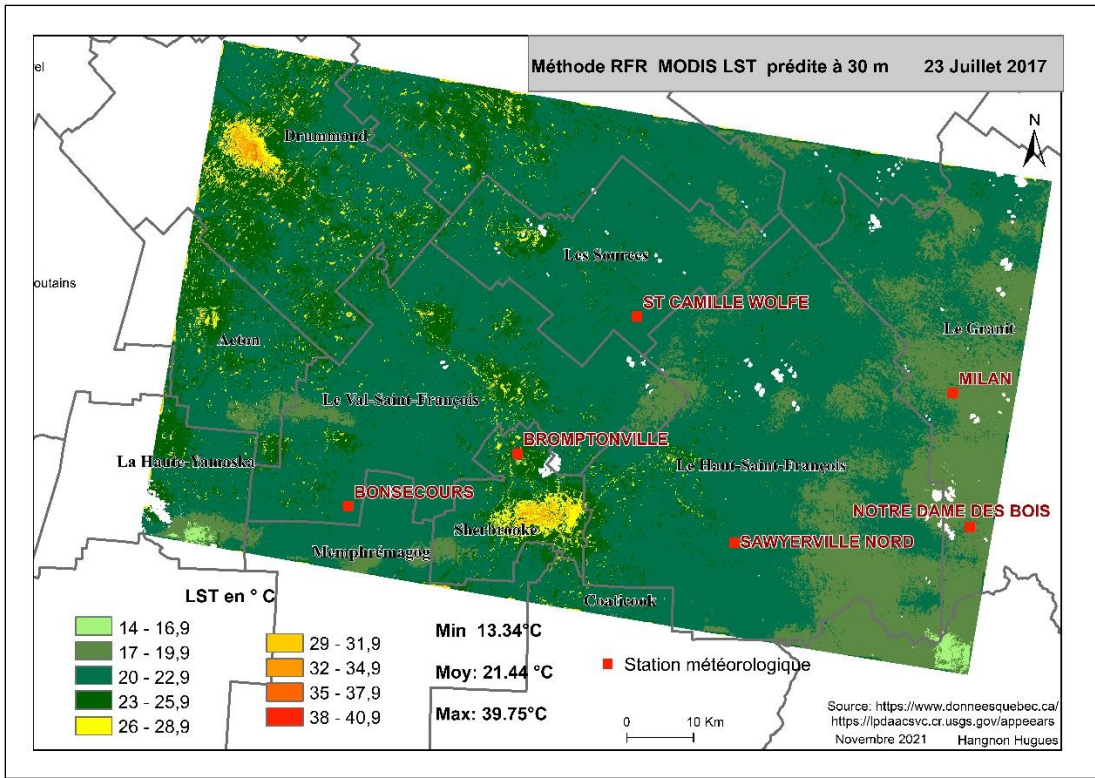 Méthode RFR MODIS LST prédite à 30 m 23 Juillet 2017
el
N
Drummond
Les Sources
outains
ST CAMILLE WOLFE
Le Granit
Acton
MILAN
Le Val-Saint-François
BROMPTONVILLE
La Haute-Yamaska
Le Haut-Saint-François
BONSECOURS
NOTRE DAME DES BOIS
Sherbrooke
SAWYERVILLE NORD
Memphrémagog
Coaticook
LST en ° C
14 - 16,9
17 - 19,9
20 - 22,9
23 - 25,9
26 - 28,9
29 - 31,9
32 - 34,9
35 - 37,9
38 - 40,9
Min 13.34°C
Moy: 21.44 °C
Max: 39.75°C
Station météorologique
0 10 Km
Source: https://www.donneesquebec.ca/
https://lpdaacsvc.cr.usgs.gov/appeears
Novembre 2021 Hangnon Hugues